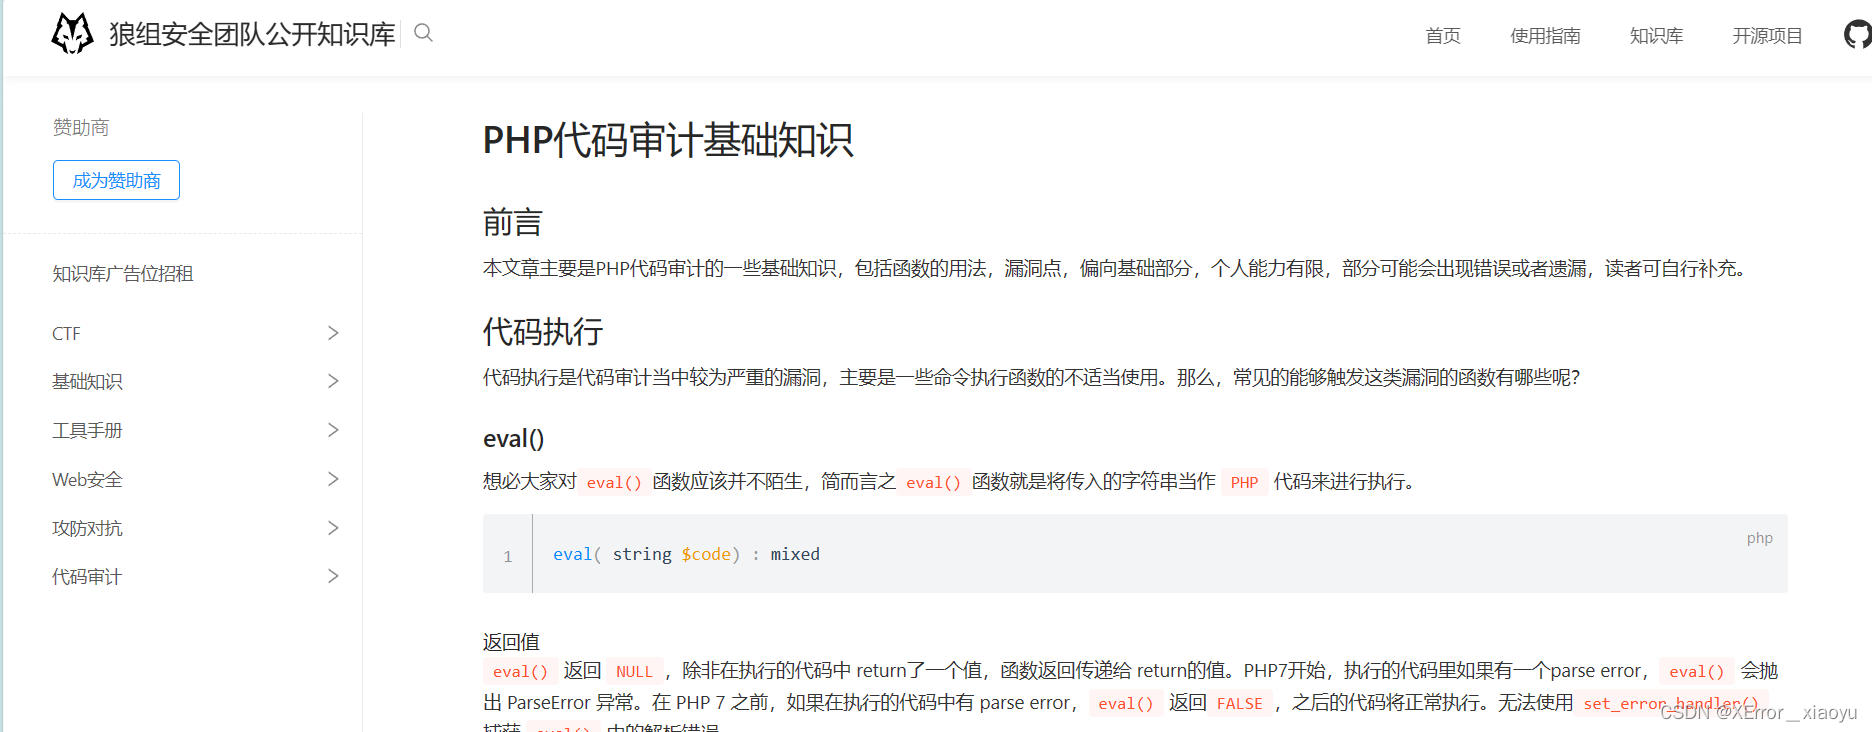 狼组安全团队公开知识库
首页 使用指南 知识库 开源项目
赞助商
成为赞助商
知识库广告位招租
CTF
基础知识
工具手册
Web安全
攻防对抗
代码审计
PHP代码审计基础知识
前言
本文章主要是PHP代码审计的一些基础知识，包括函数的用法，漏洞点，偏向基础部分，个人能力有限，部分可能会出现错误或者遗漏，读者可自行补充。
代码执行
代码执行是代码审计当中较为严重的漏洞，主要是一些命令执行函数的不适当使用。那么，常见的能够触发这类漏洞的函数有哪些呢?
eval()
想必大家对 eval() 函数应该并不陌生，简而言之 eval() 函数就是将传入的字符串当作 PHP 代码来进行执行。
php
1 eval( string $code) : mixed
返回值
eval() 返回 NULL ，除非在执行的代码中 return了一个值，函数返回传递给 return的值。PHP7开始，执行的代码里如果有一个parse error， eval() 会抛
出 ParseError 异常。在 PHP 7 之前，如果在执行的代码中有 parse error， eval() 返回 FALSE ，之后的代码将正常执行。无法使用 set_error_handler()
捕获 eval() 中的解析错误
CSDN @XError_xiaoyu